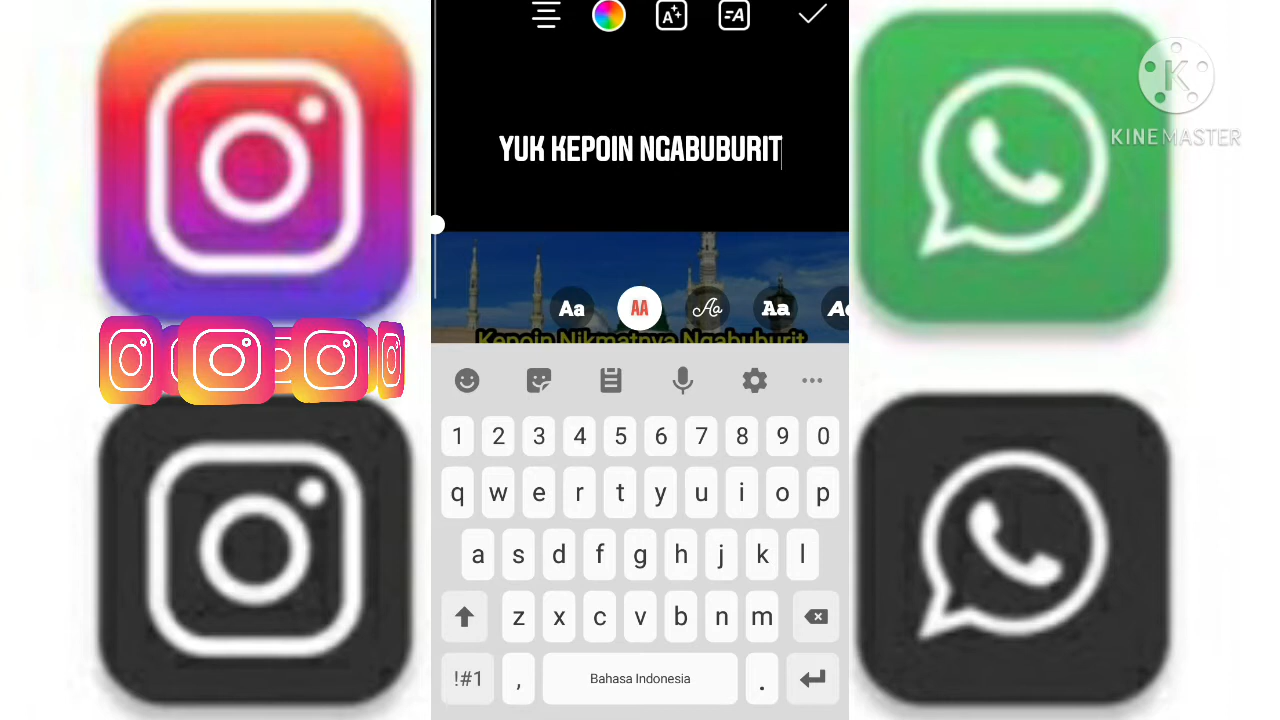 YUK KEPOIN NGABUBURIT
K
KINEMASTER
Aa AA Aa Aa
Kepoin Nikmatnya Ngabuburit
1 2 3 4 5 6 7 8 9 0
q w e r t y u i o p
a s d f g h j k l
z x c v b n m
!#1 , Bahasa Indonesia .